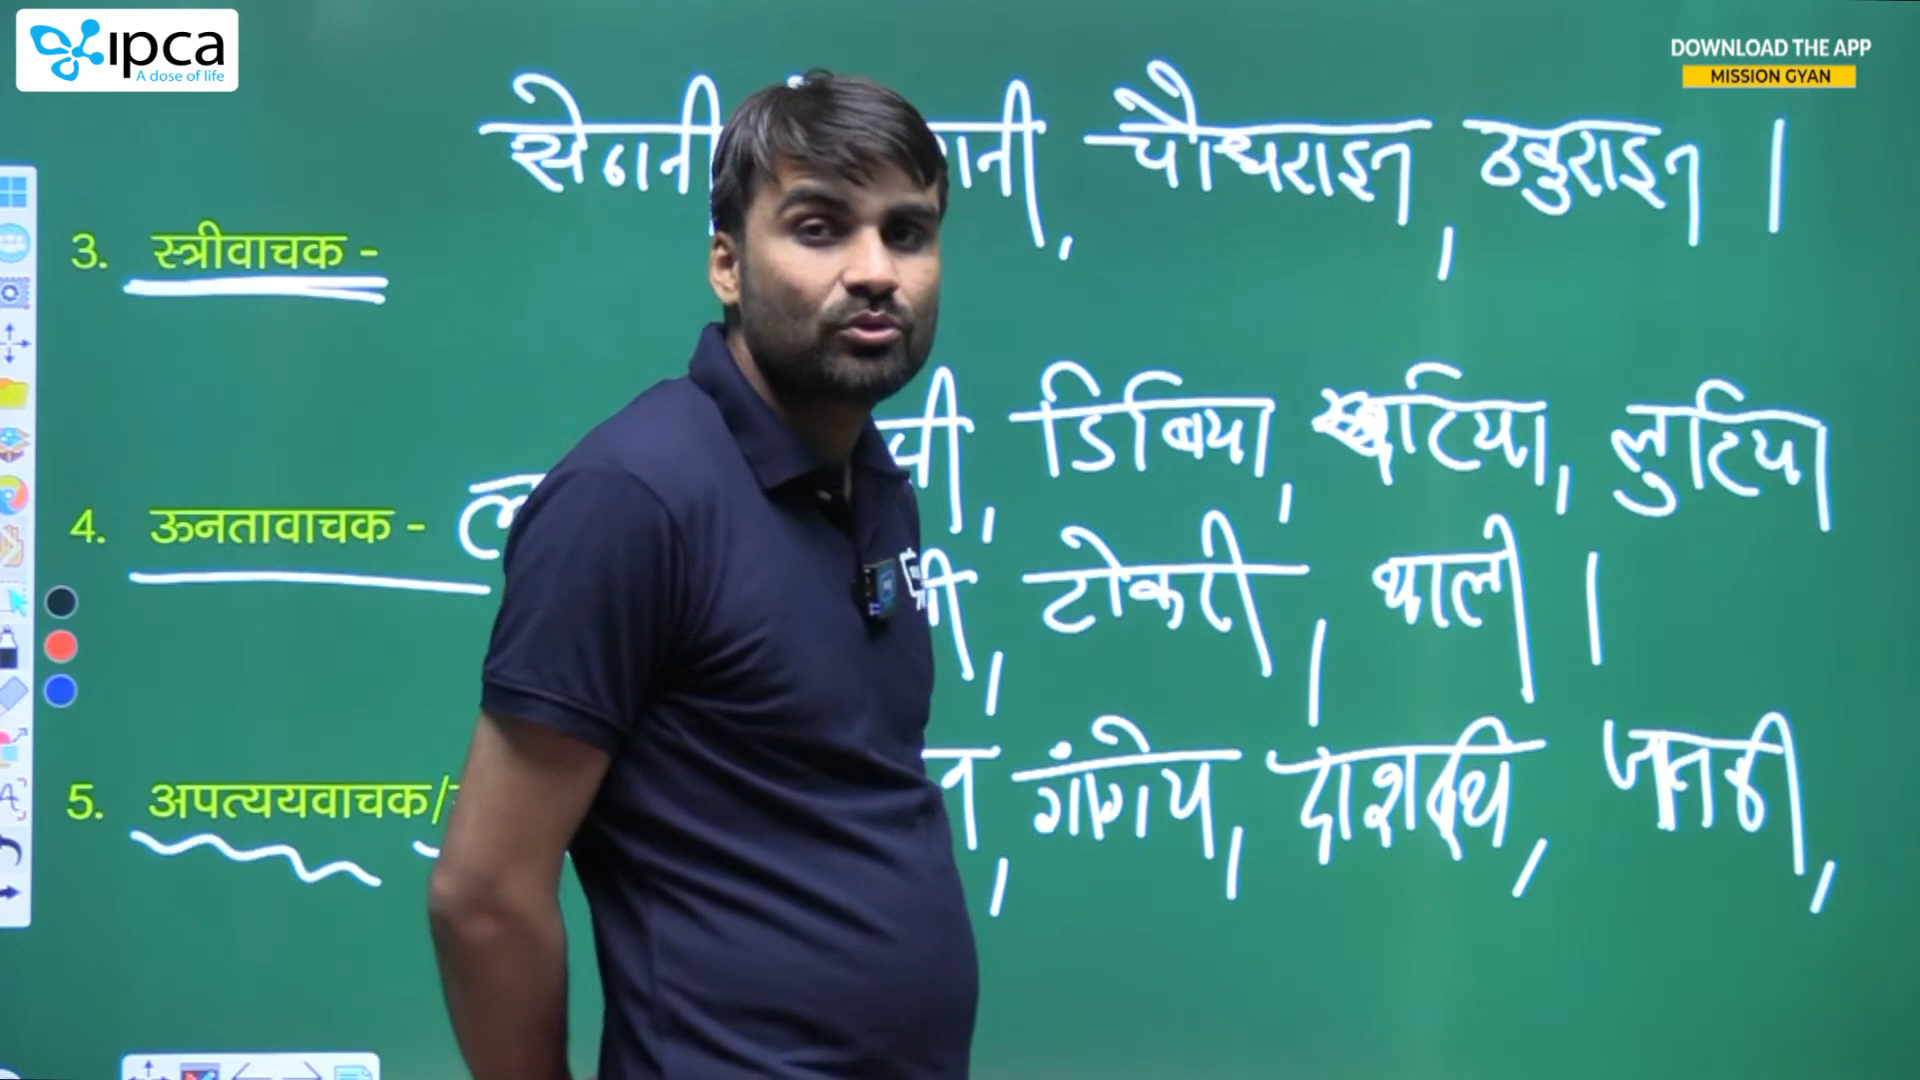 ipca
A dose of life
DOWNLOAD THE APP
MISSION GYAN
सेठानी चौधराइन, ठकुराइन।
3. स्त्रीवाचक -
डिबिया, खटिया, लुटिया
4. ऊनतावाचक -
टोकरी, थाली।
5. अपत्ययवाचक/
गांगेय, दाशरथि, जानकी,